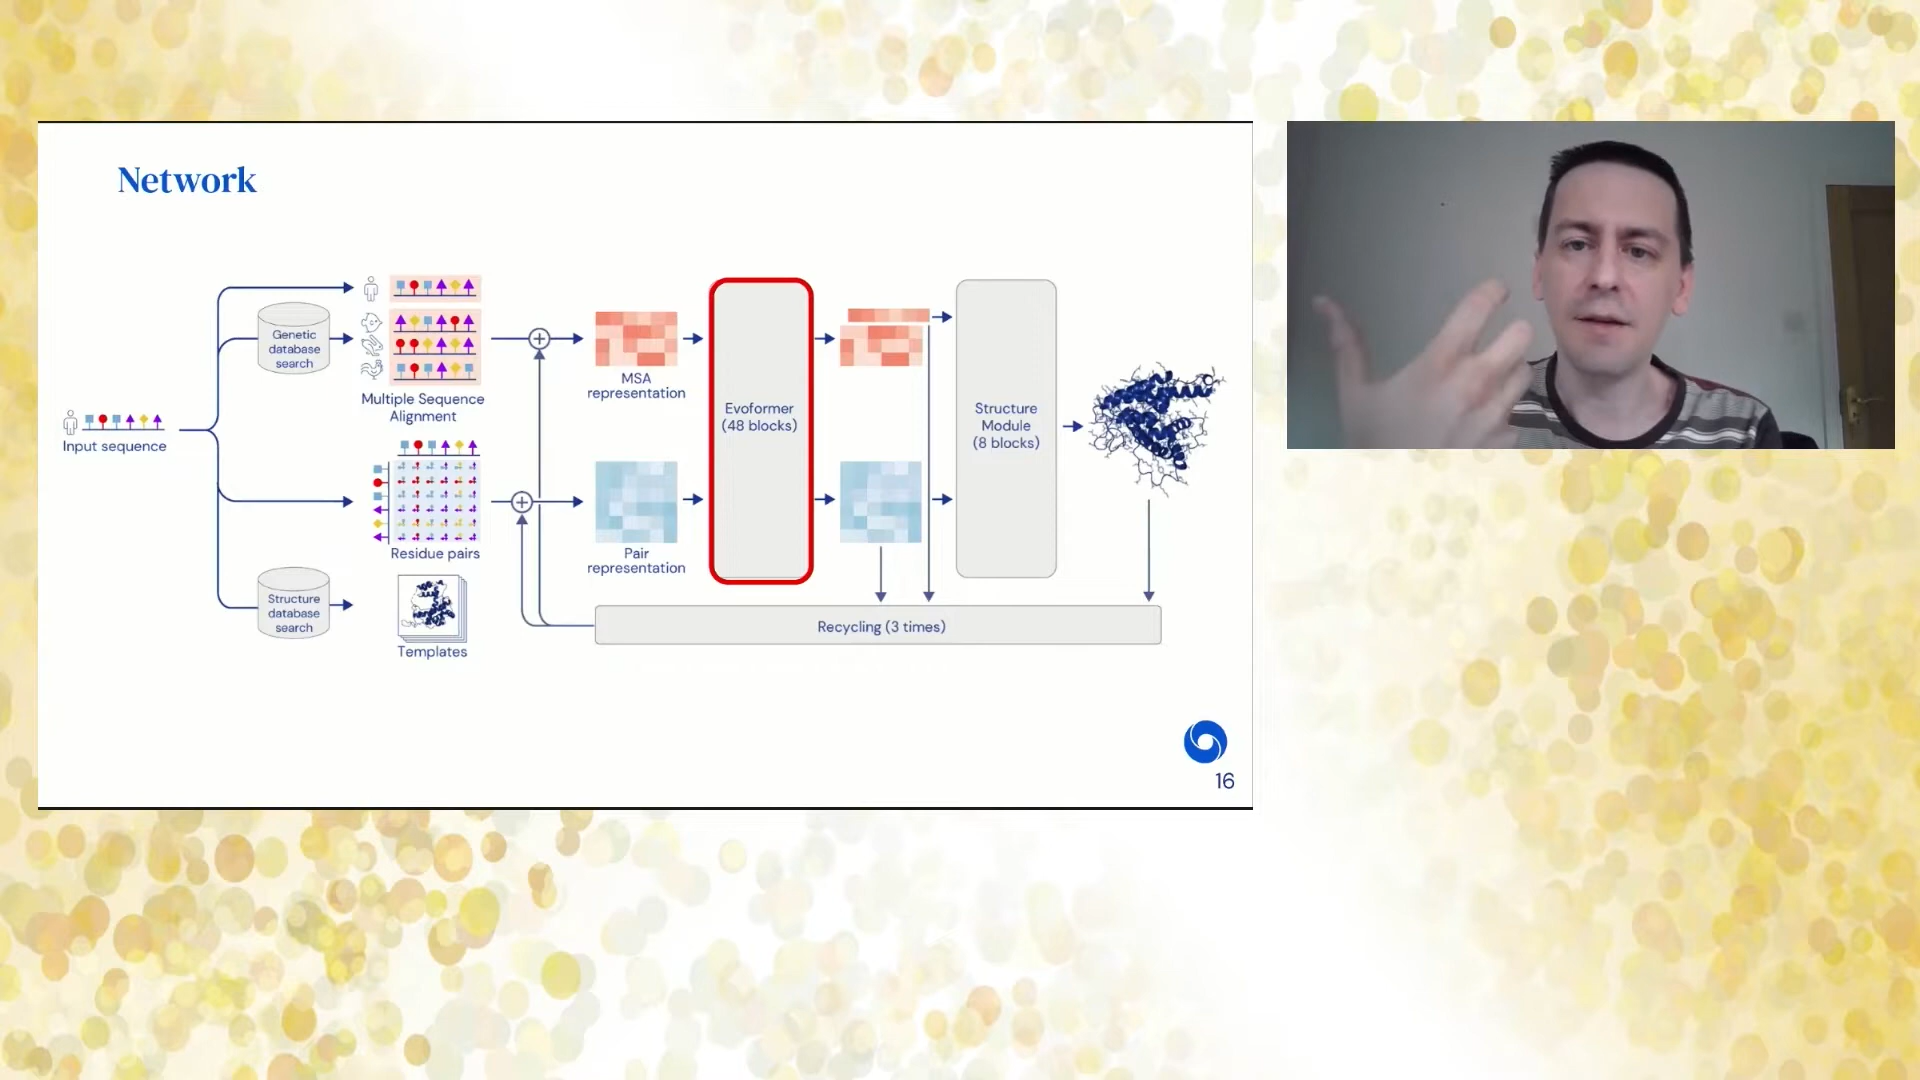 Network
Genetic
database
search
Multiple Sequence
Alignment
Input sequence
Residue pairs
Structure
database
search
Templates
MSA
representation
Pair
representation
Evoformer
(48 blocks)
Structure
Module
(8 blocks)
Recycling (3 times)
16